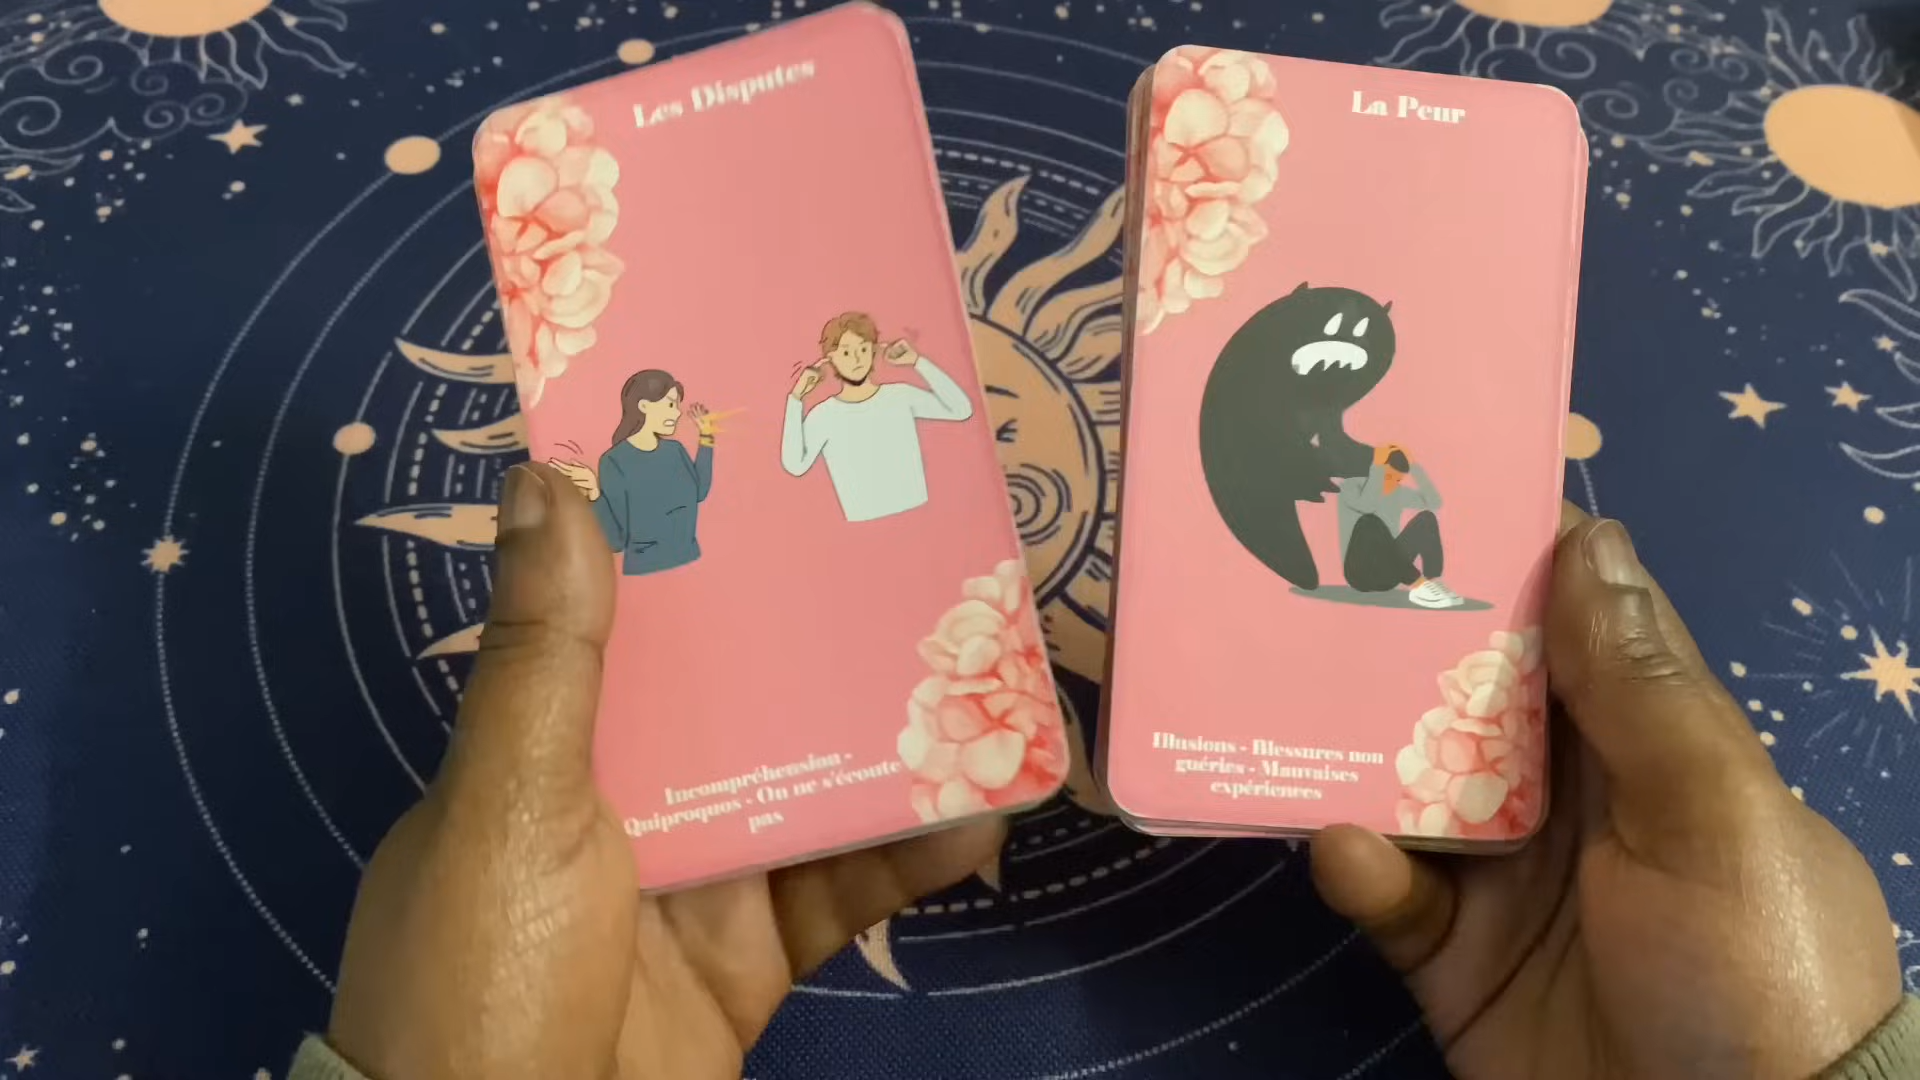 Les Disputes
Incompréhension -
Quiproquos - On ne s'écoute
pas
La Peur
Illusions - Blessures non
guéries - Mauvaises
expériences